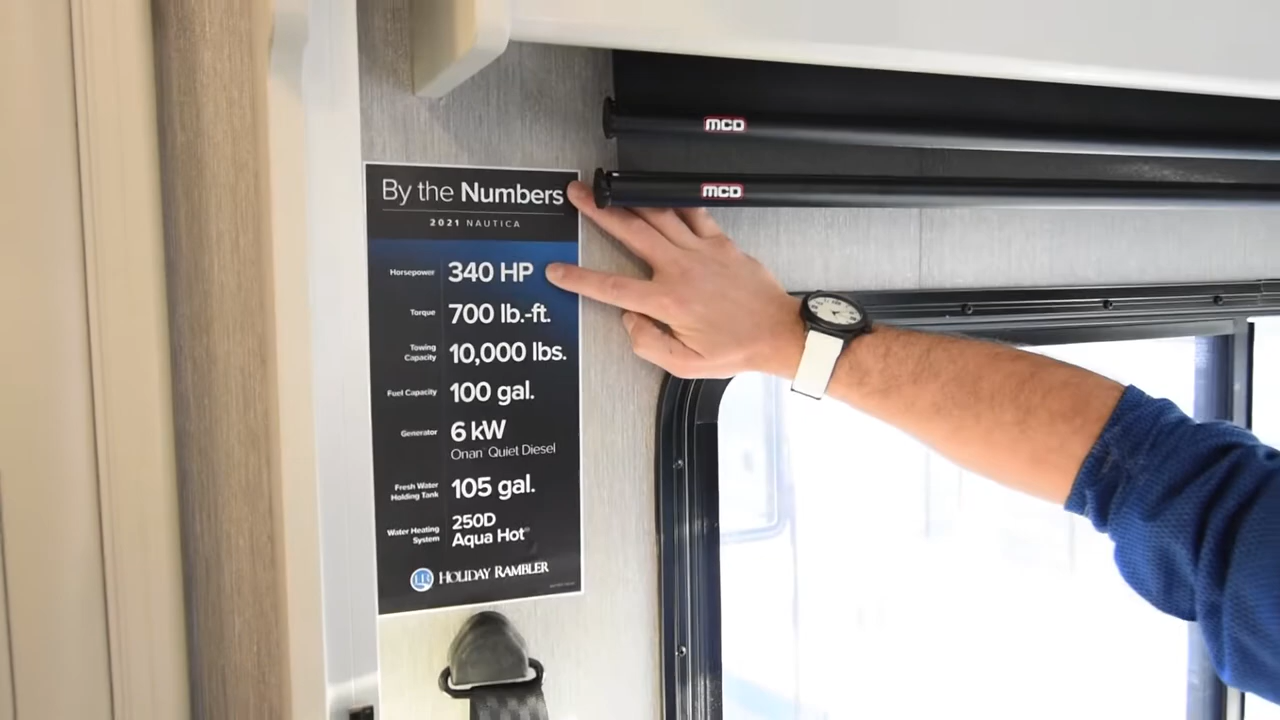 MCD
MCD
By the Numbers
2021 NAUTICA
Horsepower 340 HP
Torque 700 lb.-ft.
Towing
Capacity
10,000 lbs.
Fuel Capacity 100 gal.
Generator 6 kW
Onan Quiet Diesel
Fresh Water
Holding Tank
105 gal.
Water Heating
System
250D
Aqua Hot
HR HOLIDAY RAMBLER